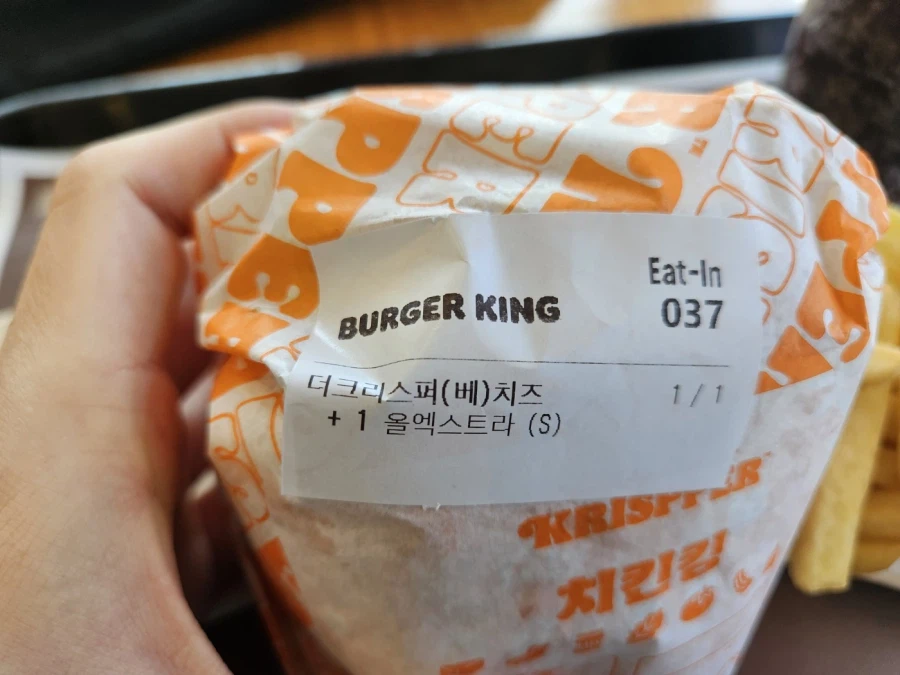 BURGER KING
Eat-In
037
더크리스퍼(베)치즈 1/1
+ 1 올엑스트라 (S)
KRISPPER
치킨킹